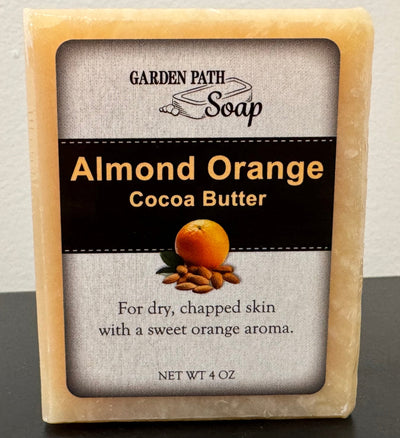 GARDEN PATH
Soap
Almond Orange
Cocoa Butter
For dry, chapped skin
with a sweet orange aroma.
NET WT 4 OZ